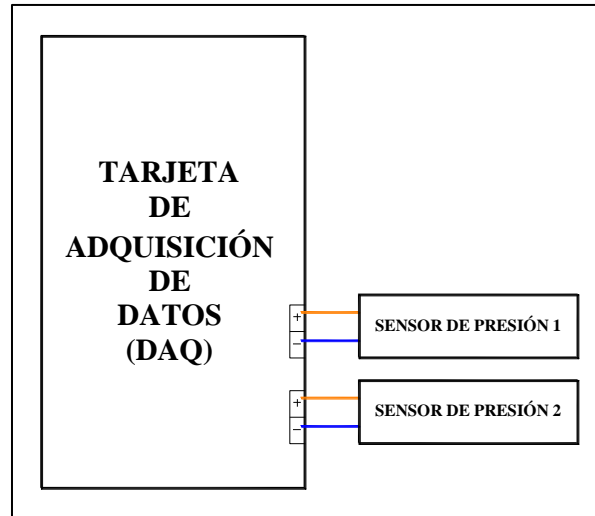 TARJETA
DE
ADQUISICIÓN
DE
DATOS
(DAQ)
+
SENSOR DE PRESIÓN 1
−
+
SENSOR DE PRESIÓN 2
−